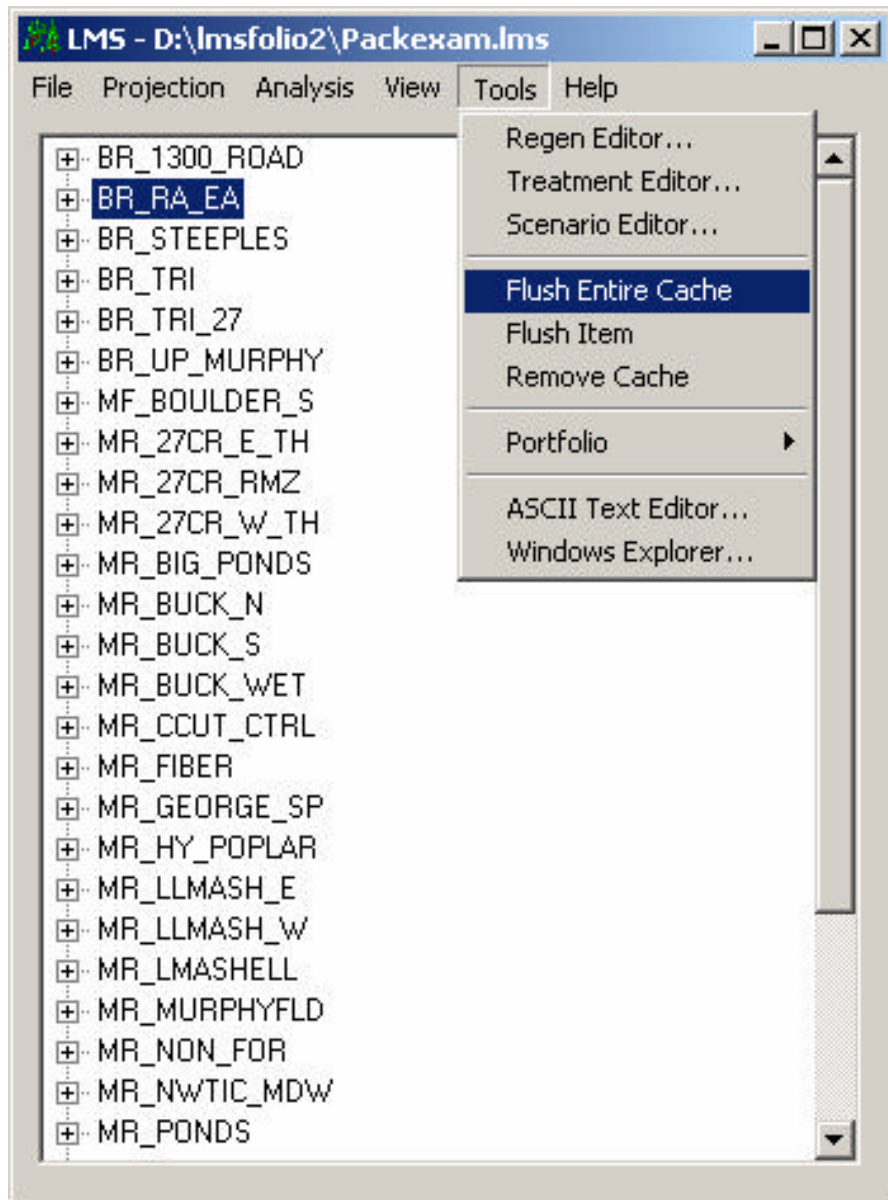 LMS - D:\lmsfolio2\Packexam.lms
File Projection Analysis View Tools Help
Regen Editor...
Treatment Editor...
Scenario Editor...
Flush Entire Cache
Flush Item
Remove Cache
Portfolio
ASCII Text Editor...
Windows Explorer...
BR_1300_ROAD
BR_RA_EA
BR_STEEPLES
BR_TRI
BR_TRI_27
BR_UP_MURPHY
MF_BOULDER_S
MR_27CR_E_TH
MR_27CR_RMZ
MR_27CR_W_TH
MR_BIG_PONDS
MR_BUCK_N
MR_BUCK_S
MR_BUCK_WET
MR_CCUT_CTRL
MR_FIBER
MR_GEORGE_SP
MR_HY_POPLAR
MR_LLMASH_E
MR_LLMASH_W
MR_LMASHELL
MR_MURPHYFLD
MR_NON_FOR
MR_NWTIC_MDW
MR_PONDS